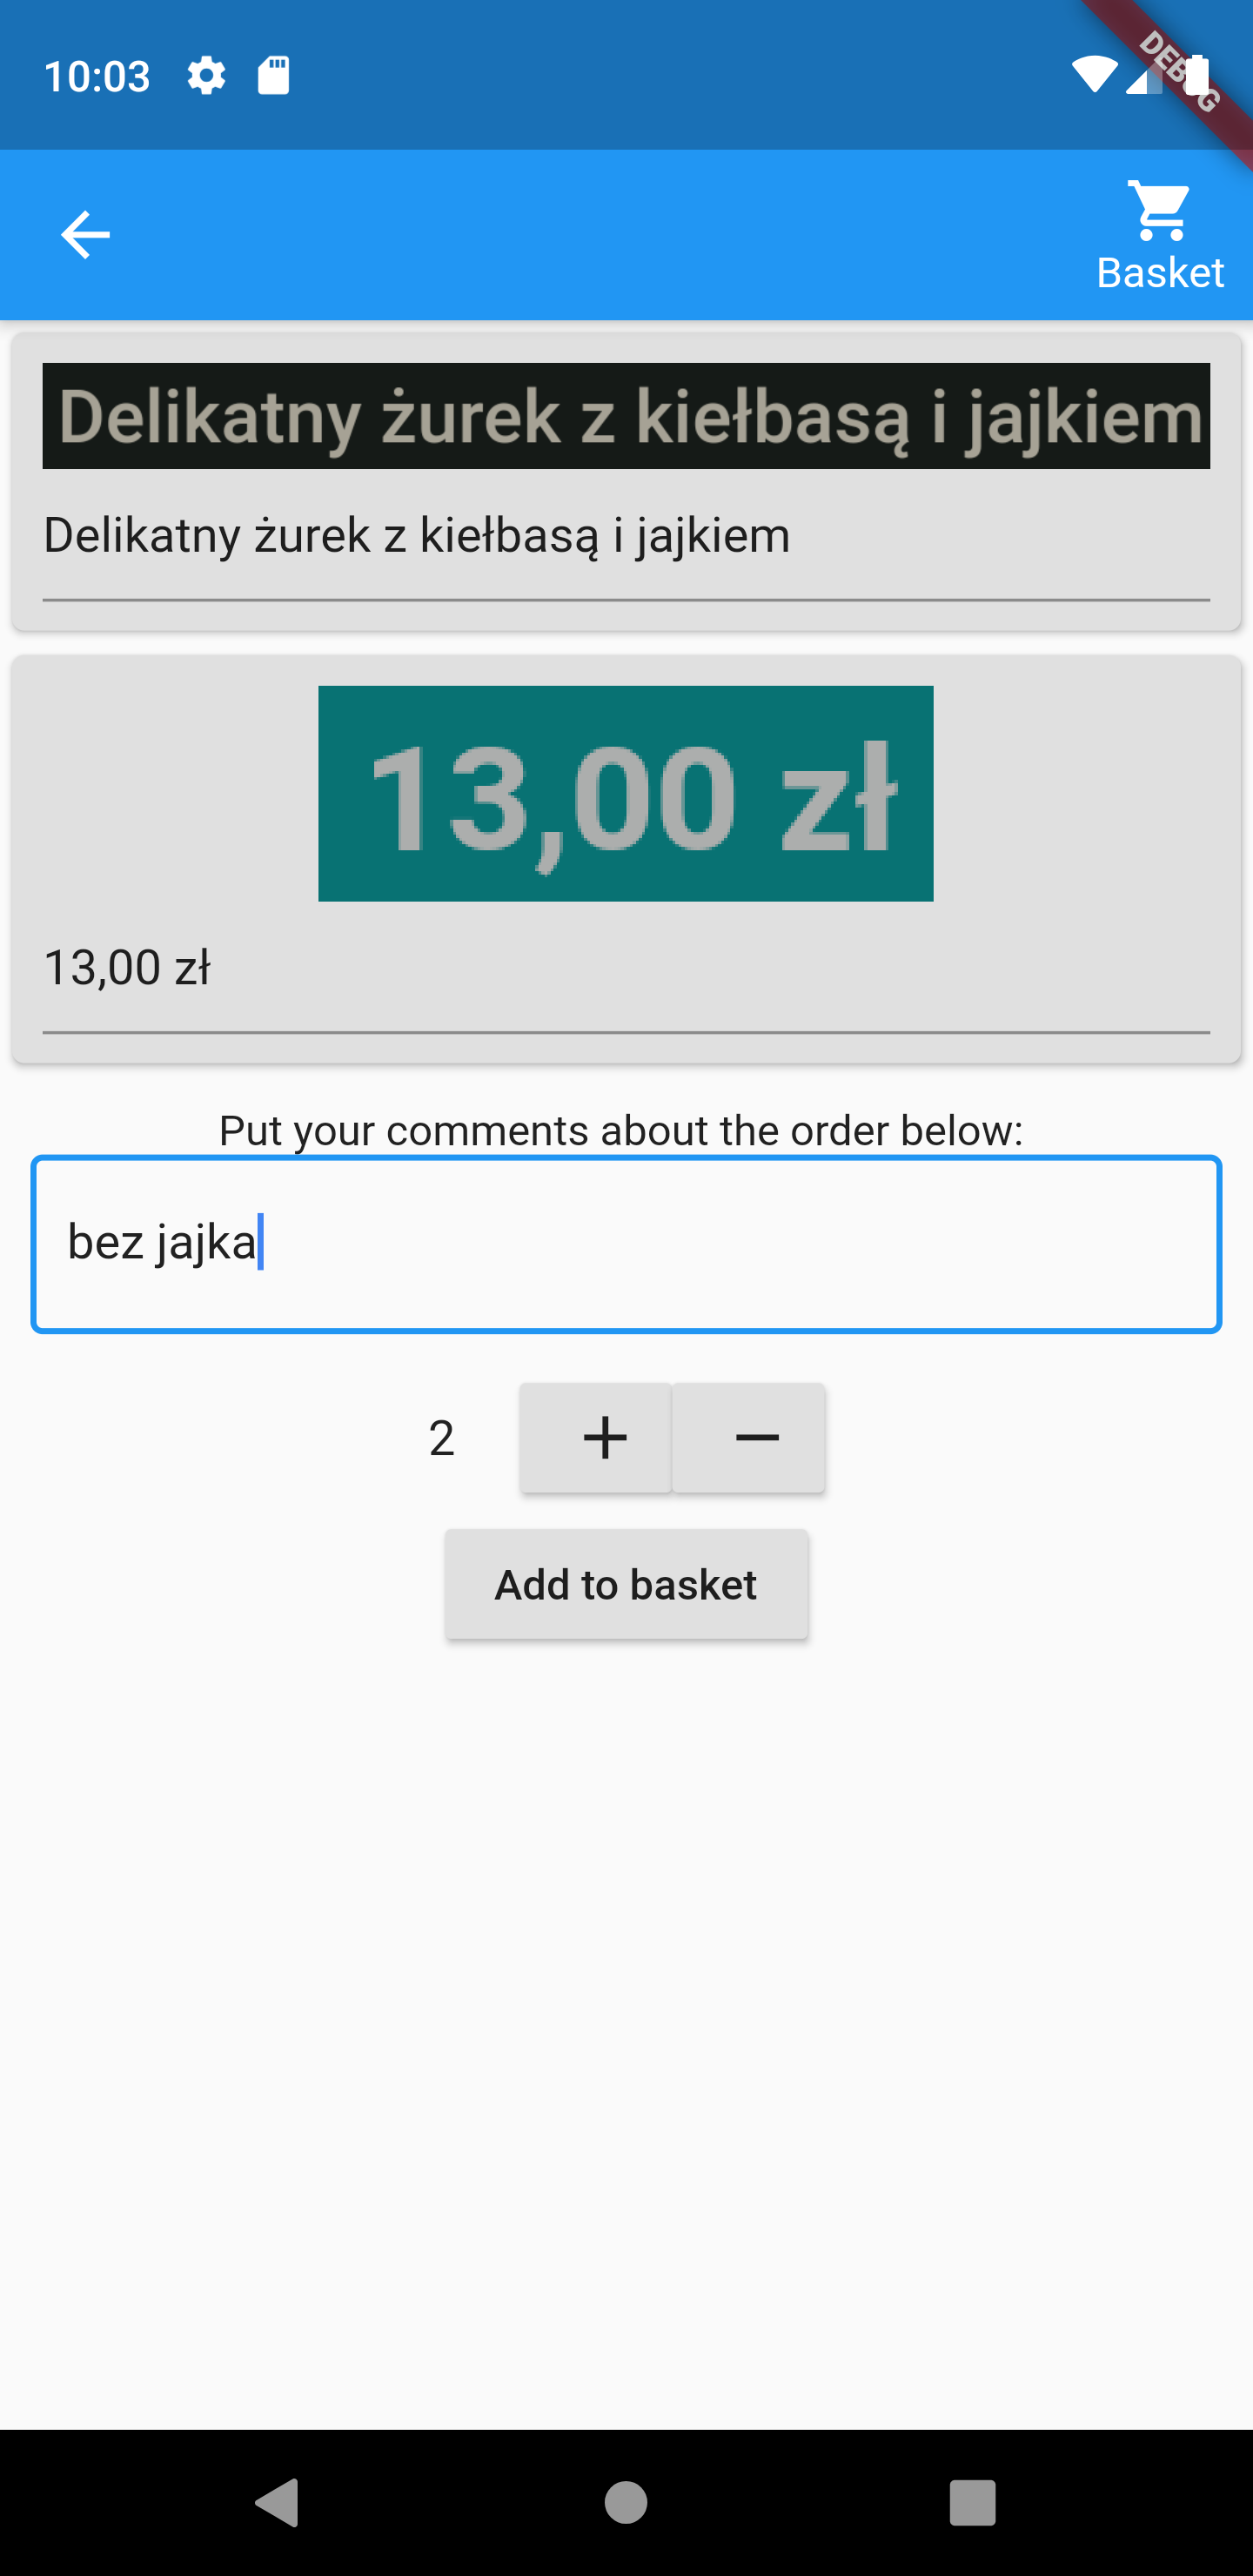 10:03
DEBUG
Basket
Delikatny żurek z kiełbasą i jajkiem
Delikatny żurek z kiełbasą i jajkiem
13,00 zł
13,00 zł
Put your comments about the order below:
bez jajka
2 + −
Add to basket